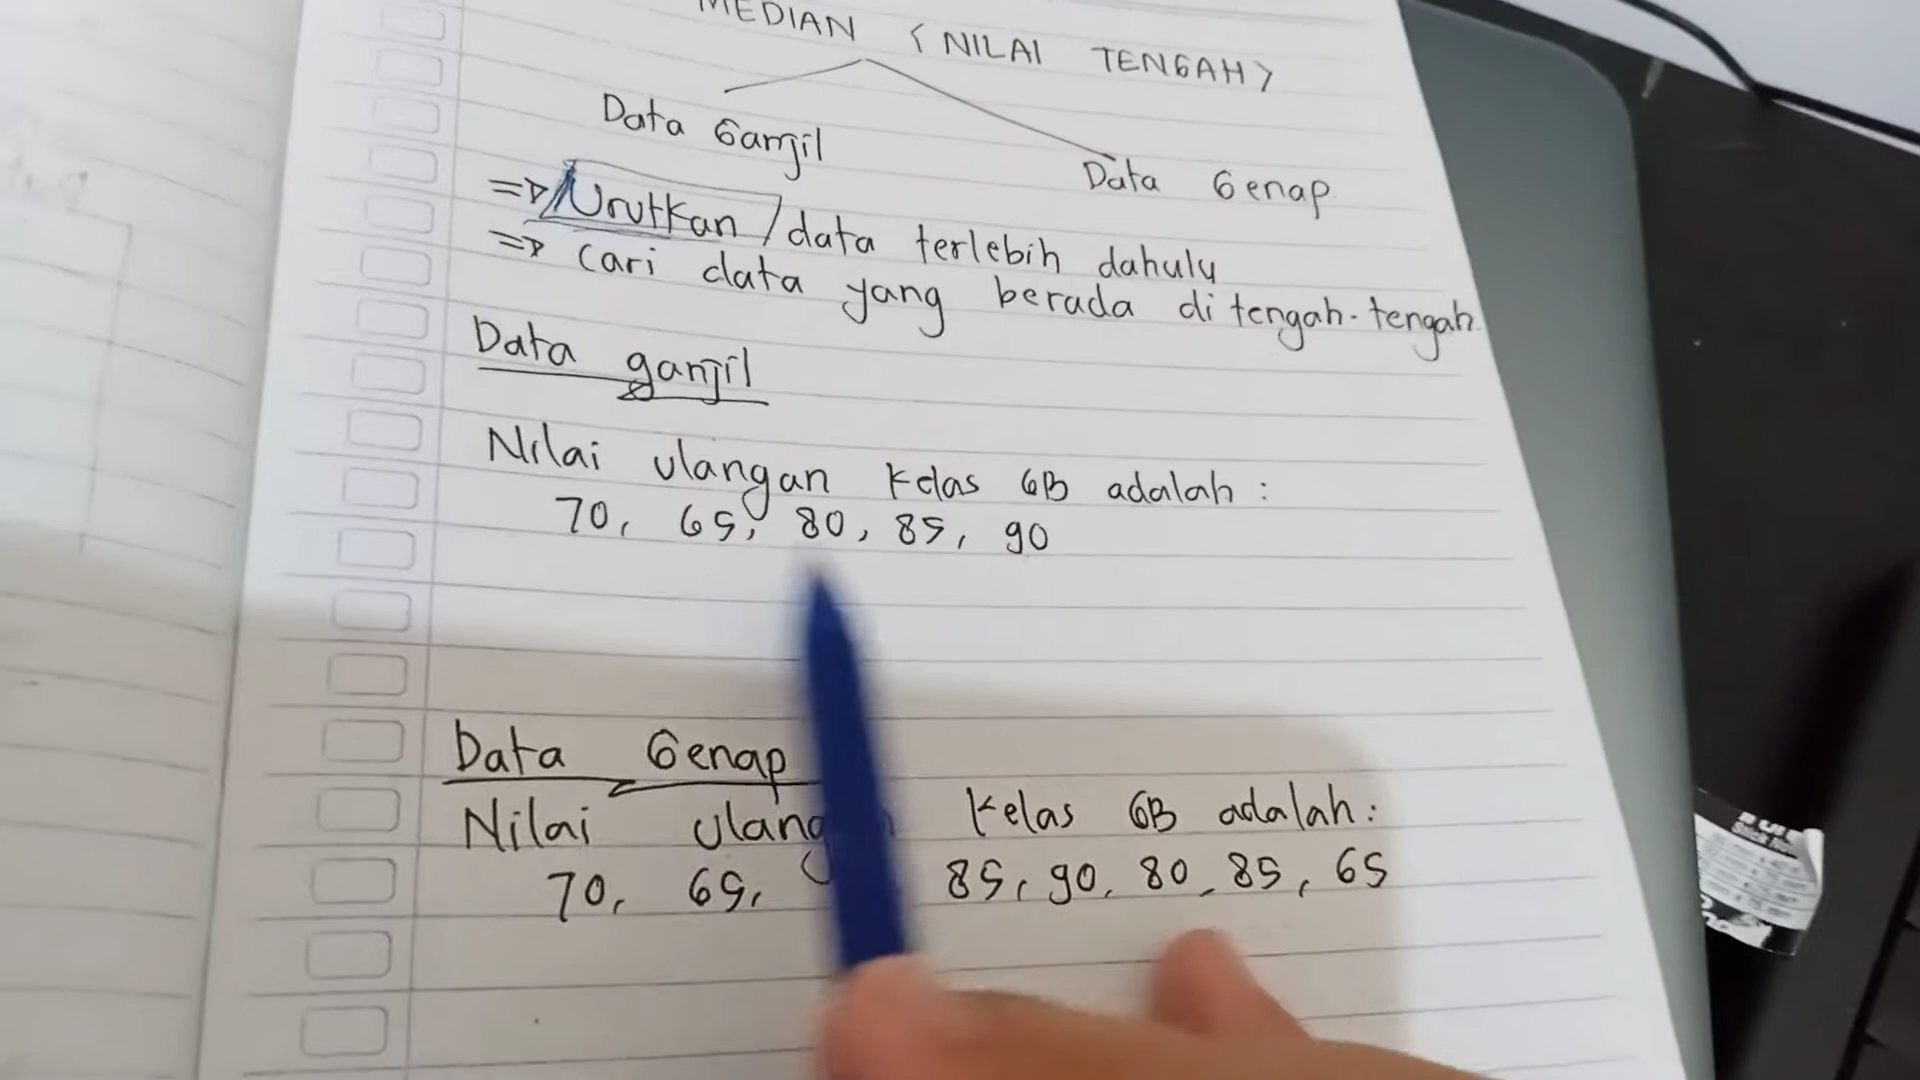 MEDIAN < NILAI TENGAH >
Data Ganjil
Data Genap
=> Urutkan / data terlebih dahulu
=> Cari data yang berada di tengah-tengah
Data ganjil
Nilai ulangan Kelas 6B adalah :
70, 65, 80, 85, 90
Data Genap
Nilai Kelas 6B adalah :
70, 65, 85, 90, 80, 85, 65